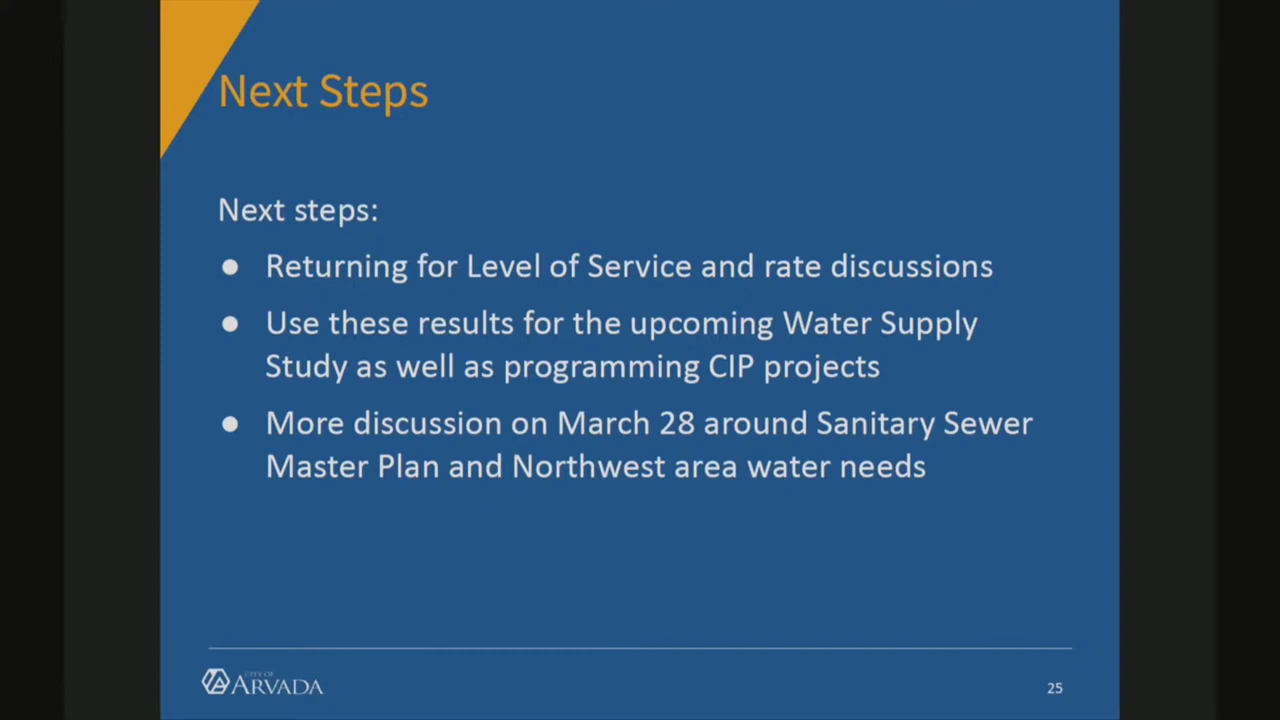 Next Steps
Next steps:
● Returning for Level of Service and rate discussions
● Use these results for the upcoming Water Supply
Study as well as programming CIP projects
● More discussion on March 28 around Sanitary Sewer
Master Plan and Northwest area water needs
CITY OF
ARVADA
25